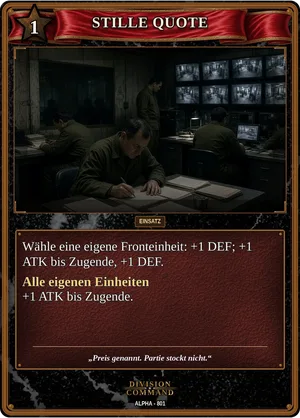 1
STILLE QUOTE
EINSATZ
Wähle eine eigene Fronteinheit: +1 DEF; +1
ATK bis Zugende, +1 DEF.
Alle eigenen Einheiten
+1 ATK bis Zugende.
„Preis genannt. Partie stockt nicht.“
DIVISION
COMMAND
ALPHA - 801